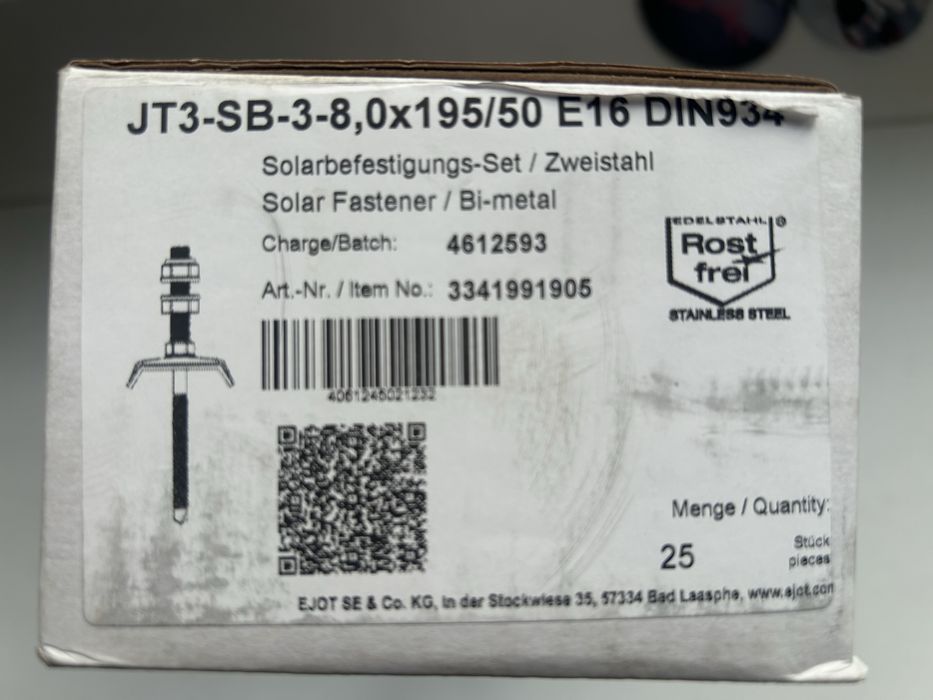 JT3-SB-3-8,0x195/50 E16 DIN934
Solarbefestigungs-Set / Zweistahl
Solar Fastener / Bi-metal
Charge/Batch: 4612593
Art.-Nr. / Item No.: 3341991905
EDELSTAHL ®
Rost
frei
STAINLESS STEEL
4061245021232
Menge / Quantity:
25 Stück
pieces
EJOT SE & Co. KG, In der Stockwiese 35, 57334 Bad Laasphe, www.ejot.com